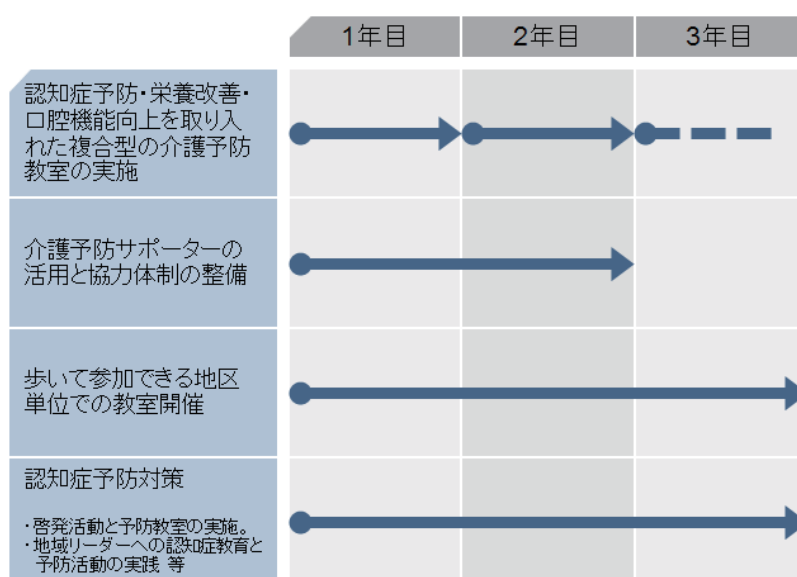 1年目
2年目
3年目
認知症予防・栄養改善・
口腔機能向上を取り入
れた複合型の介護予防
教室の実施
介護予防サポーターの
活用と協力体制の整備
歩いて参加できる地区
単位での教室開催
認知症予防対策
・啓発活動と予防教室の実施。
・地域リーダーへの認知症教育と
予防活動の実践 等